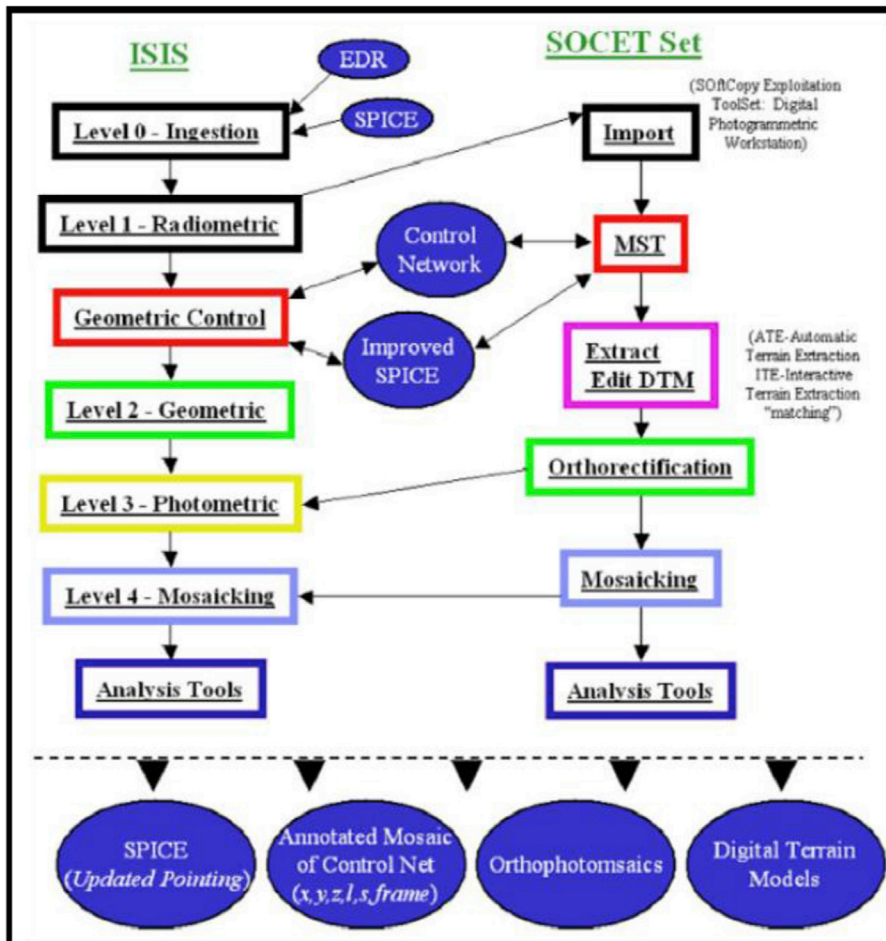 ISIS
SOCET Set
EDR
(SOftCopy Exploitation
ToolSet: Digital
Photogrammetric
Workstation)
SPICE
Level 0 - Ingestion
Import
Level 1 - Radiometric
Control
Network
MST
Geometric Control
Improved
SPICE
Extract
Edit DTM
(ATE-Automatic
Terrain Extraction
ITE-Interactive
Terrain Extraction
"matching")
Level 2 - Geometric
Orthorectification
Level 3 - Photometric
Level 4 - Mosaicking
Mosaicking
Analysis Tools
Analysis Tools
SPICE
(Updated Pointing)
Annotated Mosaic
of Control Net
(x,y,z,l,s,frame)
Orthophotomsaics
Digital Terrain
Models